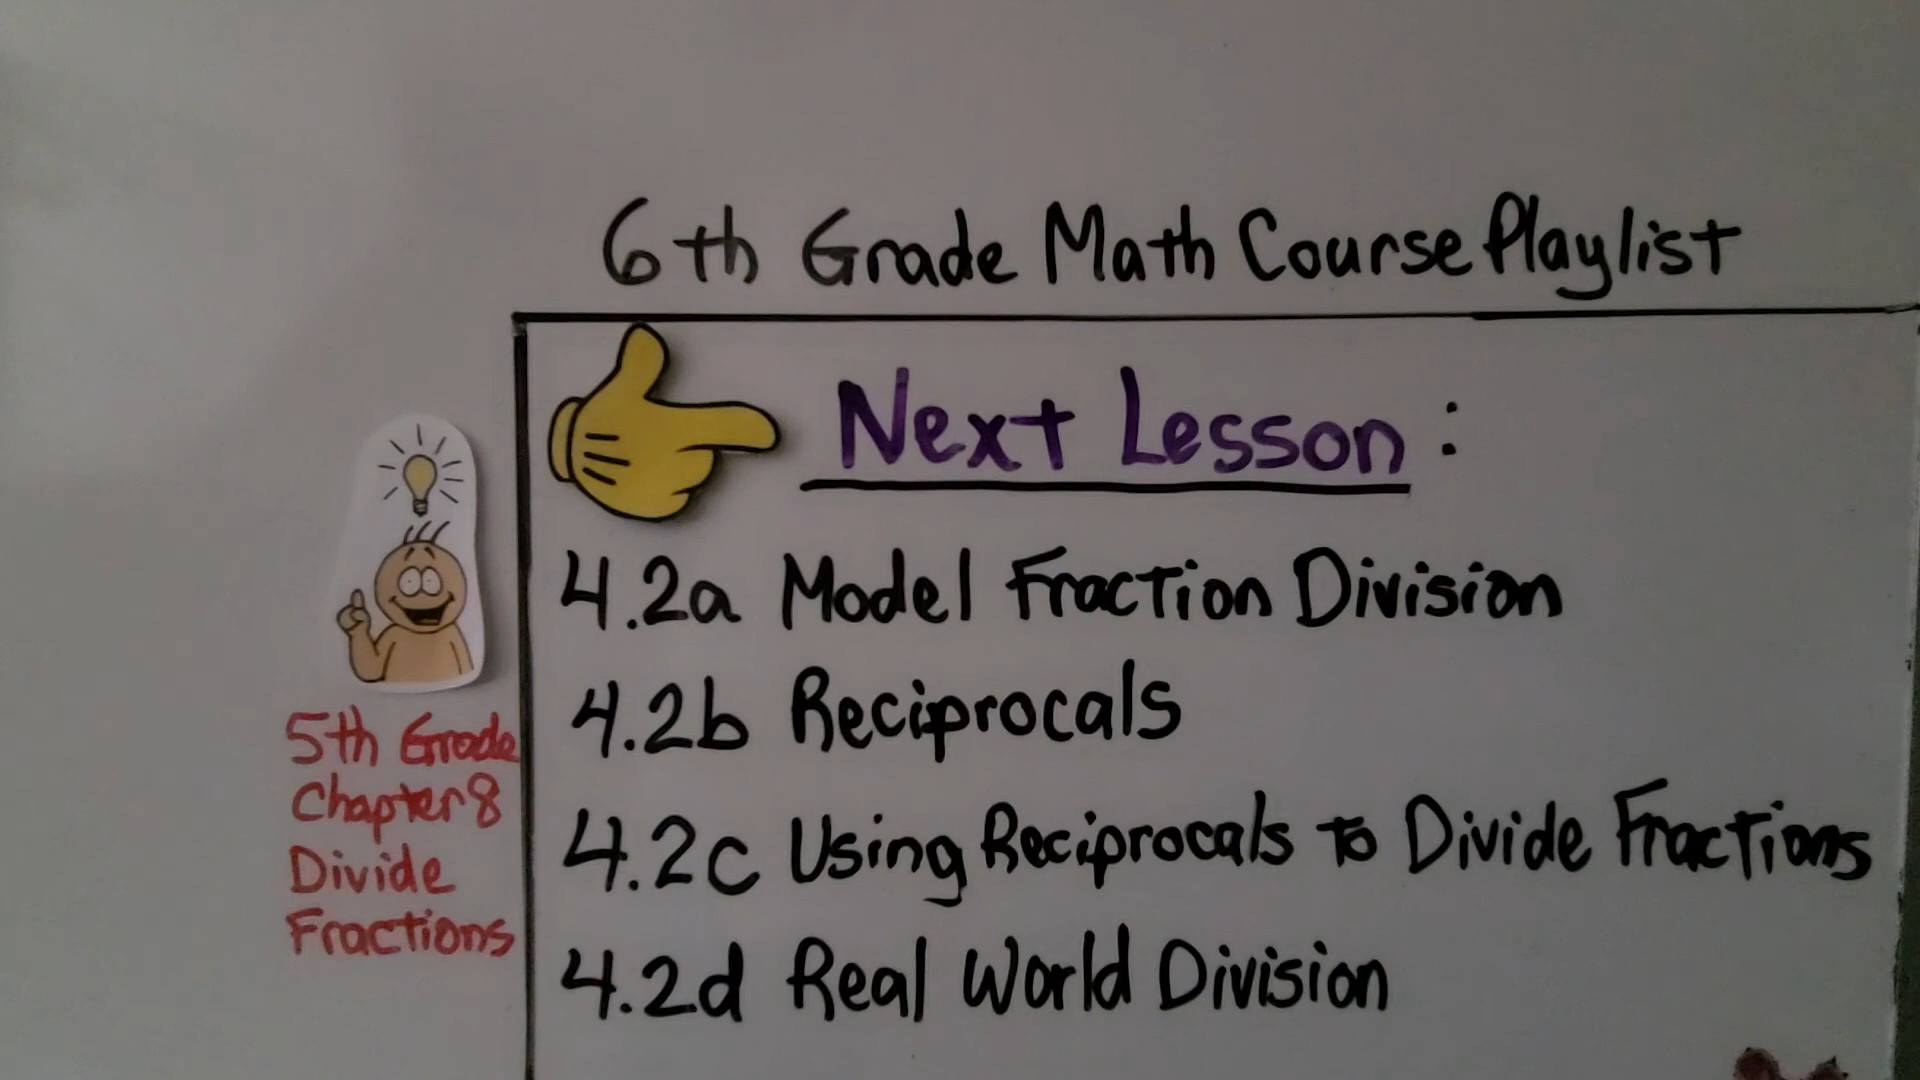 6th Grade Math Course Playlist
Next Lesson:
4.2a Model Fraction Division
4.2b Reciprocals
4.2c Using Reciprocals to Divide Fractions
4.2d Real World Division
5th Grade
Chapter 8
Divide
Fractions